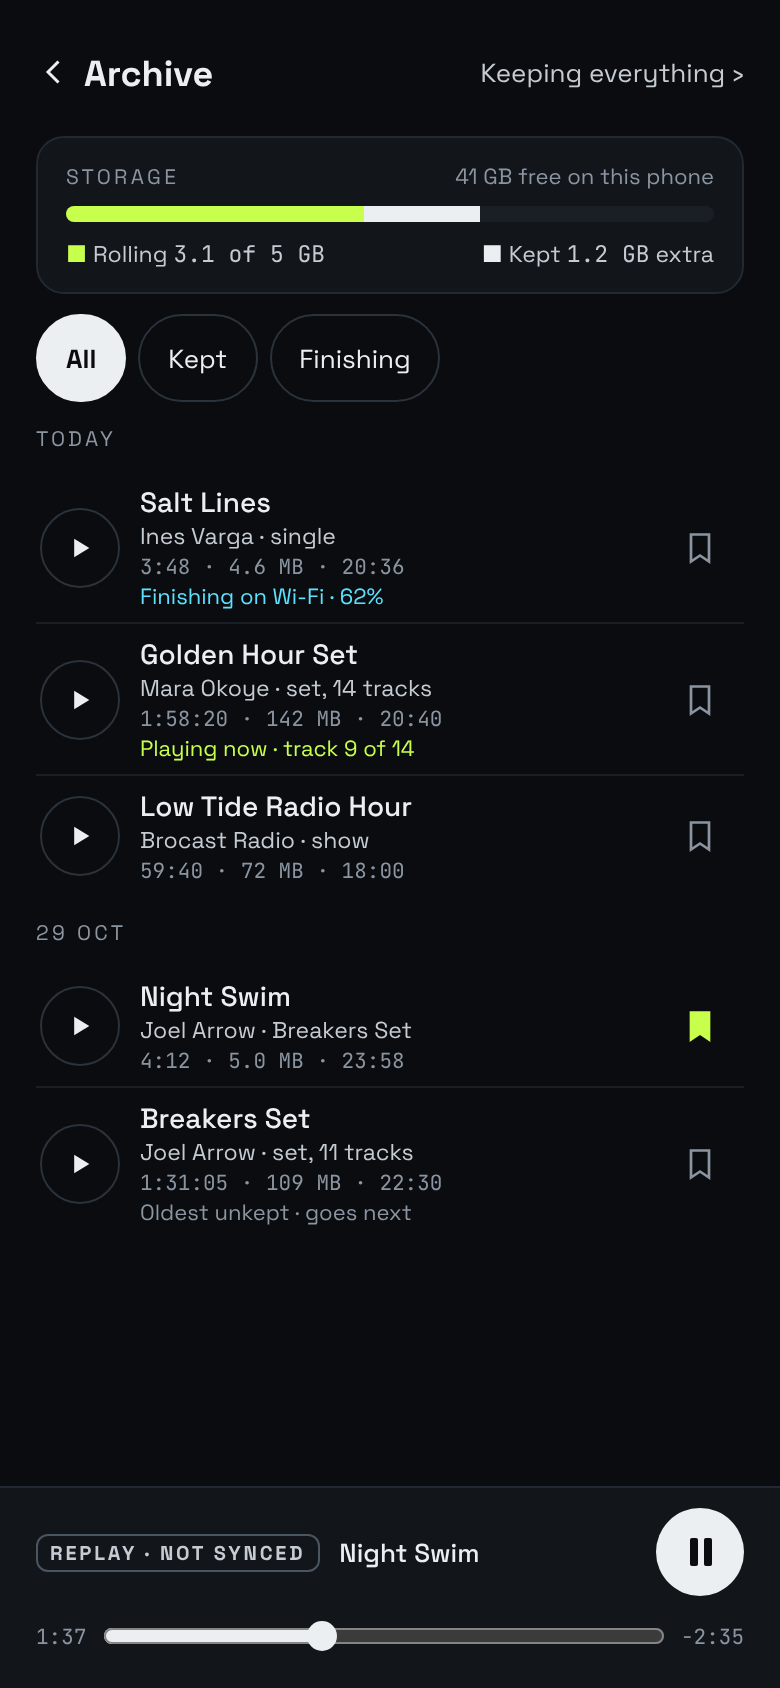 Archive
Keeping everything >
STORAGE
41 GB free on this phone
Rolling 3.1 of 5 GB
Kept 1.2 GB extra
All
Kept
Finishing
TODAY
Salt Lines
Ines Varga · single
3:48 · 4.6 MB · 20:36
Finishing on Wi-Fi · 62%
Golden Hour Set
Mara Okoye · set, 14 tracks
1:58:20 · 142 MB · 20:40
Playing now · track 9 of 14
Low Tide Radio Hour
Brocast Radio · show
59:40 · 72 MB · 18:00
29 OCT
Night Swim
Joel Arrow · Breakers Set
4:12 · 5.0 MB · 23:58
Breakers Set
Joel Arrow · set, 11 tracks
1:31:05 · 109 MB · 22:30
Oldest unkept · goes next
REPLAY · NOT SYNCED
Night Swim
1:37
-2:35